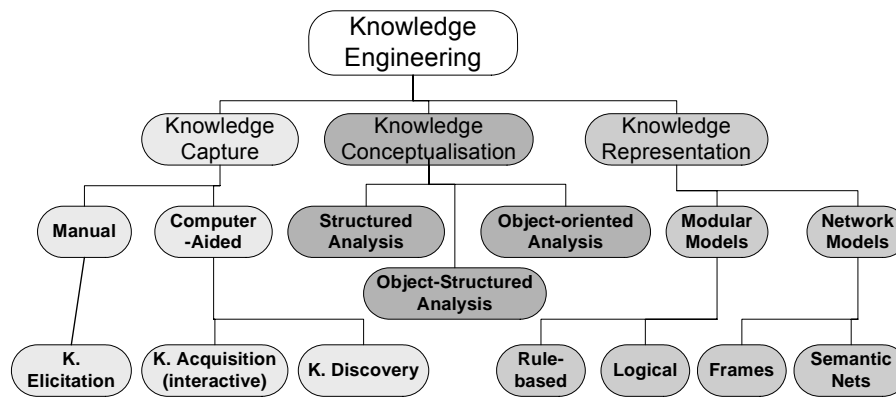 Knowledge
Engineering
Knowledge
Capture
Knowledge
Conceptualisation
Knowledge
Representation
Manual
Computer
-Aided
Structured
Analysis
Object-oriented
Analysis
Modular
Models
Network
Models
Object-Structured
Analysis
K.
Elicitation
K. Acquisition
(interactive)
K. Discovery
Rule-
based
Logical
Frames
Semantic
Nets